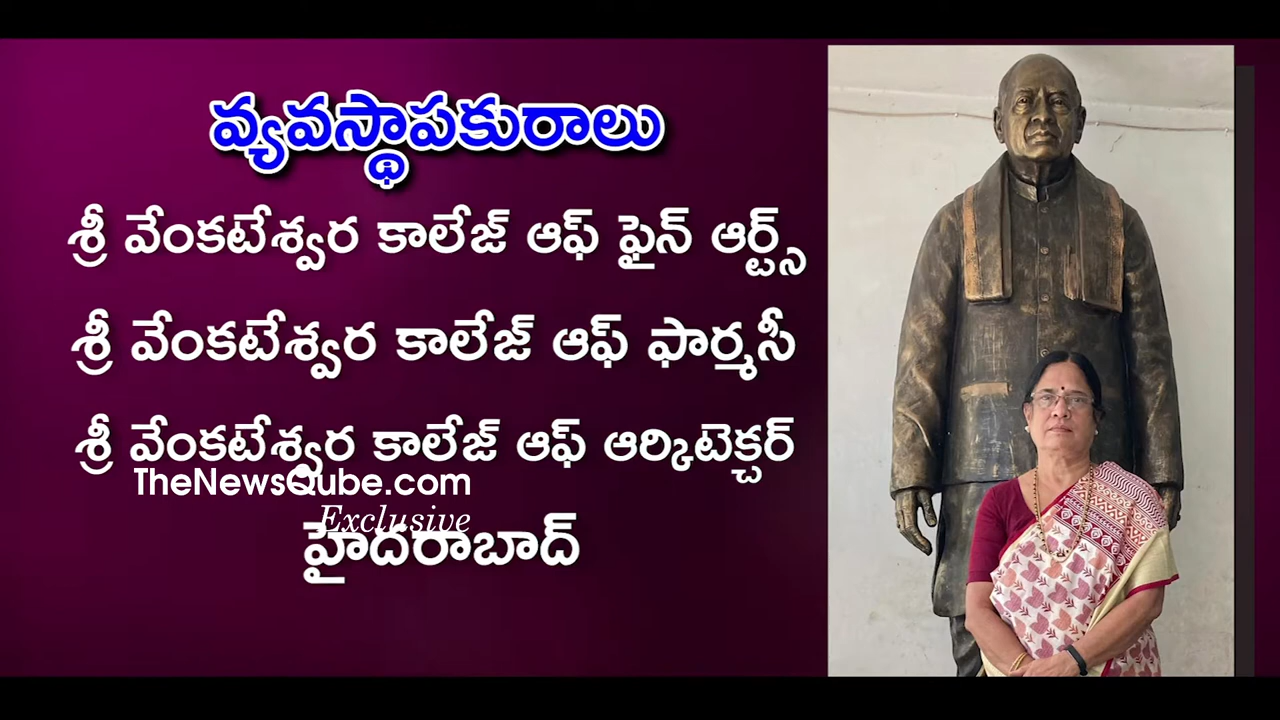 వ్యవస్థాపకురాలు
శ్రీ వేంకటేశ్వర కాలేజ్ ఆఫ్ ఫైన్ ఆర్ట్స్
శ్రీ వేంకటేశ్వర కాలేజ్ ఆఫ్ ఫార్మసీ
శ్రీ వేంకటేశ్వర కాలేజ్ ఆఫ్ ఆర్కిటెక్చర్
TheNewsQube.com
Exclusive
హైదరాబాద్